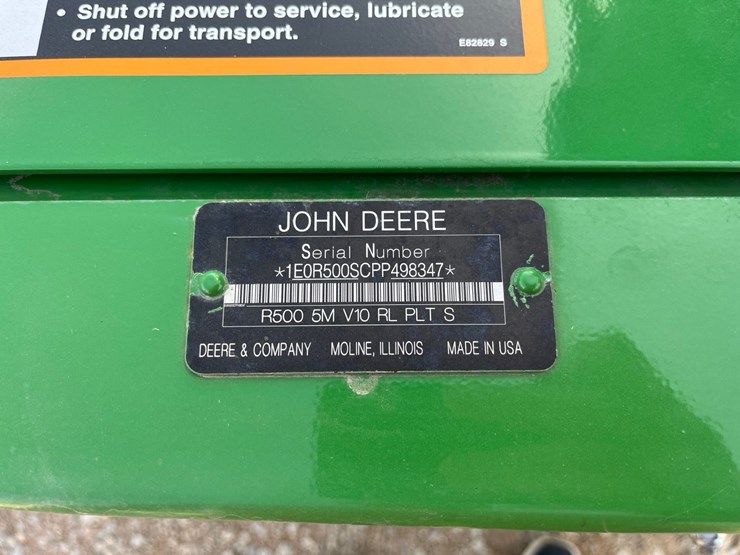 • Shut off power to service, lubricate
or fold for transport.
E82829 S
JOHN DEERE
Serial Number
*1E0R500SCPP498347*
R500 5M V10 RL PLT S
DEERE & COMPANY MOLINE, ILLINOIS MADE IN USA